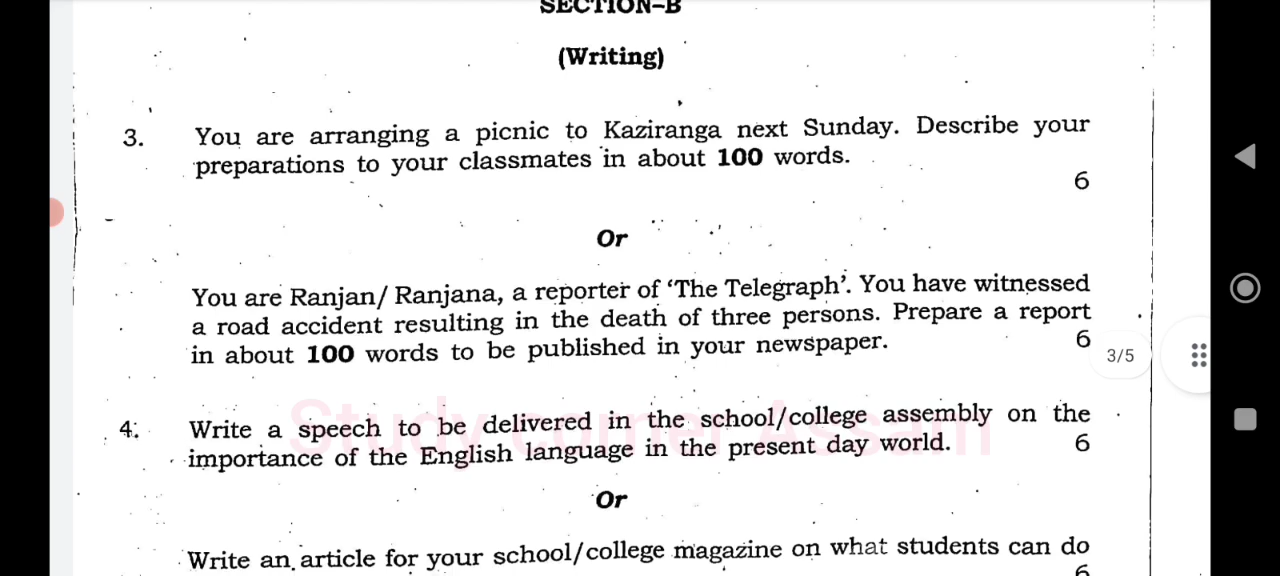 SECTION-B
(Writing)
3. You are arranging a picnic to Kaziranga next Sunday. Describe your
preparations to your classmates in about 100 words.
6
Or
You are Ranjan/ Ranjana, a reporter of 'The Telegraph'. You have witnessed
a road accident resulting in the death of three persons. Prepare a report
in about 100 words to be published in your newspaper. 6
3/5
Study corner Assam
4. Write a speech to be delivered in the school/college assembly on the
importance of the English language in the present day world. 6
Or
Write an article for your school/college magazine on what students can do
6